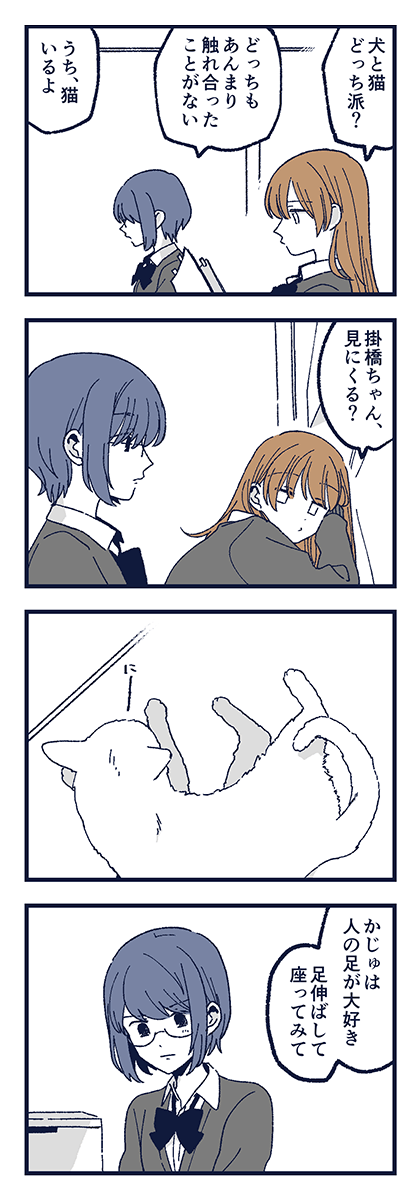 犬と猫
どっち派？
どっちも
あんまり
触れ合った
ことがない
うち、猫
いるよ
掛橋ちゃん、
見にくる？
に
かじゅは
人の足が大好き
足伸ばして
座ってみて